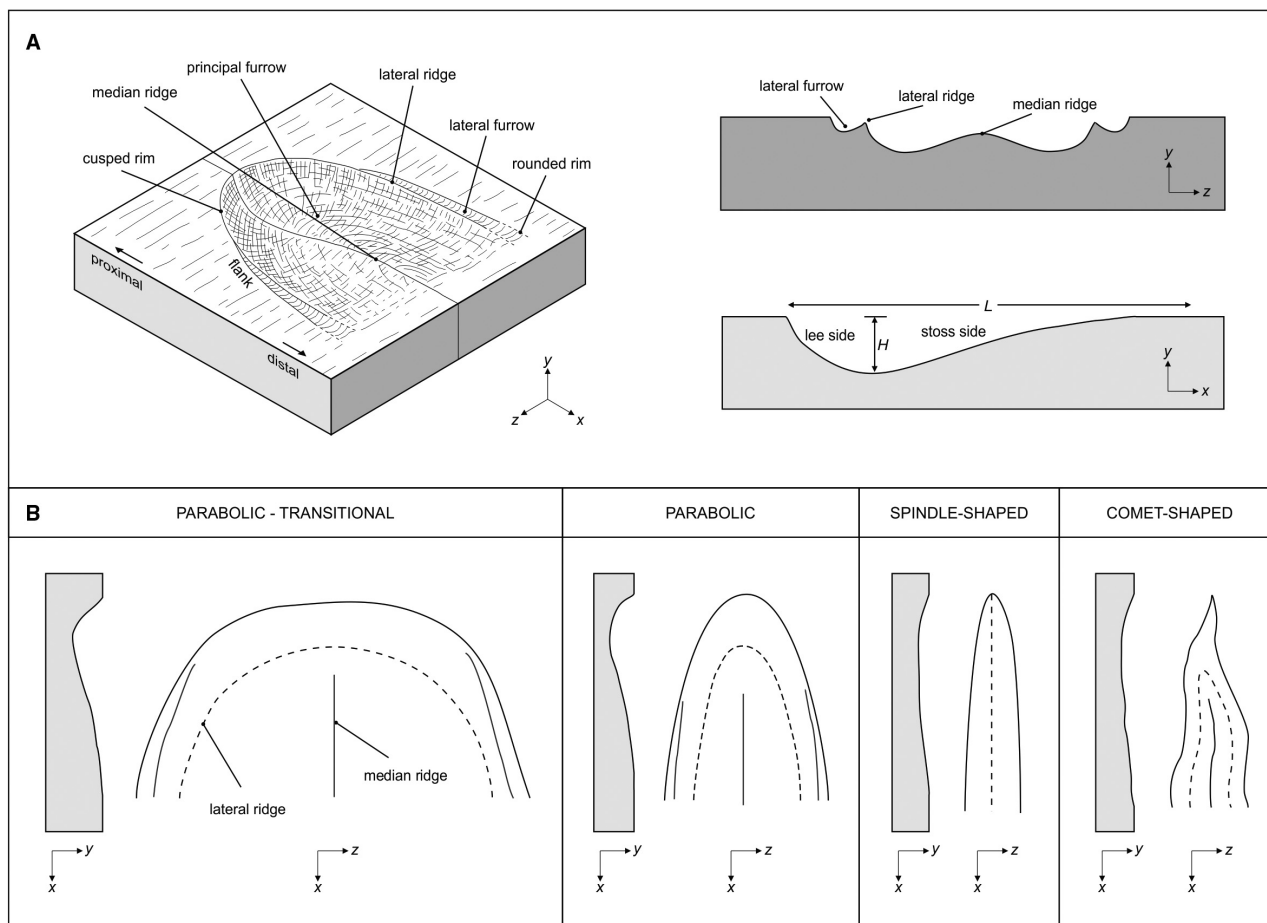 A
principal furrow
lateral ridge
median ridge
lateral furrow
cusped rim
rounded rim
flank
proximal
distal
y
z
x
lateral furrow
lateral ridge
median ridge
y
z
L
lee side
H
stoss side
y
x
B
PARABOLIC - TRANSITIONAL
PARABOLIC
SPINDLE-SHAPED
COMET-SHAPED
median ridge
lateral ridge
y
x
z
x
y
x
z
x
y
x
z
x
y
x
z
x